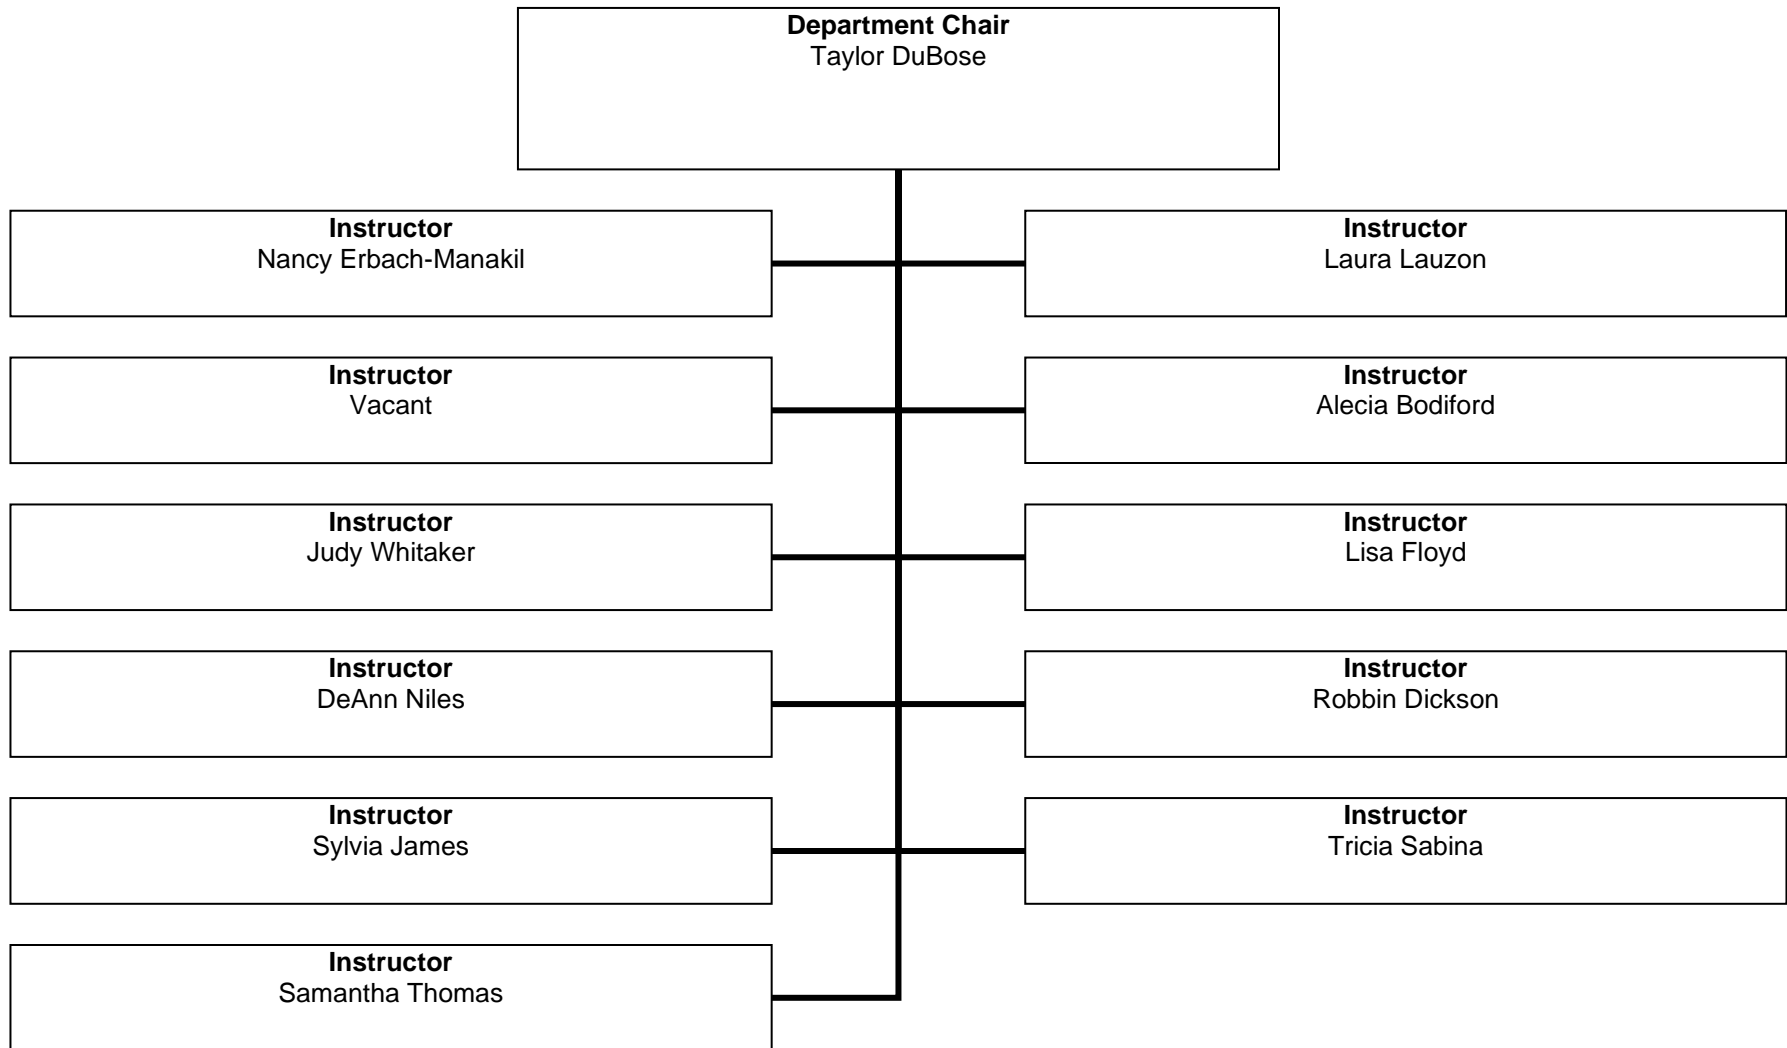 Department Chair
Taylor DuBose
Instructor
Nancy Erbach-Manakil
Instructor
Laura Lauzon
Instructor
Vacant
Instructor
Alecia Bodiford
Instructor
Judy Whitaker
Instructor
Lisa Floyd
Instructor
DeAnn Niles
Instructor
Robbin Dickson
Instructor
Sylvia James
Instructor
Tricia Sabina
Instructor
Samantha Thomas